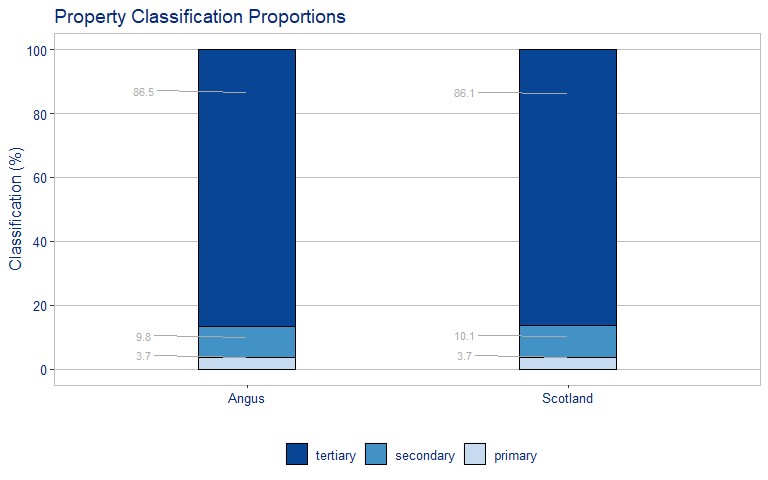 Property Classification Proportions
Classification (%)
100
80
60
40
20
0
86.5
9.8
3.7
86.1
10.1
3.7
Angus
Scotland
tertiary
secondary
primary